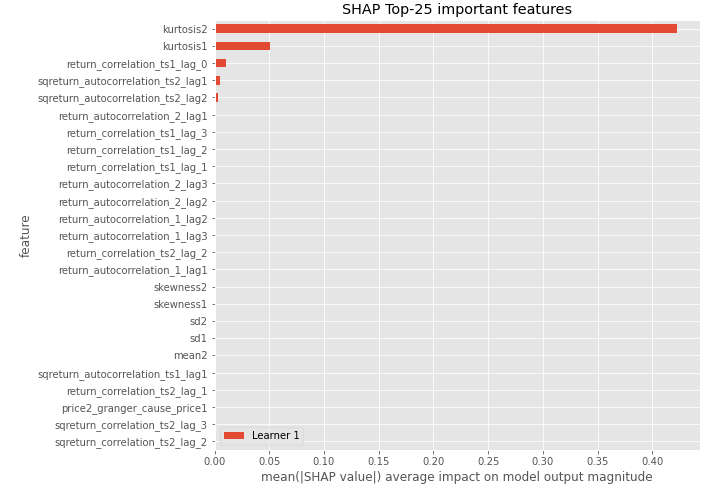 SHAP Top-25 important features
kurtosis2
kurtosis1
return_correlation_ts1_lag_0
sqreturn_autocorrelation_ts2_lag1
sqreturn_autocorrelation_ts2_lag2
return_autocorrelation_2_lag1
return_correlation_ts1_lag_3
return_correlation_ts1_lag_2
return_correlation_ts1_lag_1
return_autocorrelation_2_lag3
return_autocorrelation_2_lag2
return_autocorrelation_1_lag2
return_autocorrelation_1_lag3
return_correlation_ts2_lag_2
return_autocorrelation_1_lag1
skewness2
skewness1
sd2
sd1
mean2
sqreturn_autocorrelation_ts1_lag1
return_correlation_ts2_lag_1
price2_granger_cause_price1
sqreturn_correlation_ts2_lag_3
sqreturn_correlation_ts2_lag_2
feature
Learner 1
0.00 0.05 0.10 0.15 0.20 0.25 0.30 0.35 0.40
mean(|SHAP value|) average impact on model output magnitude